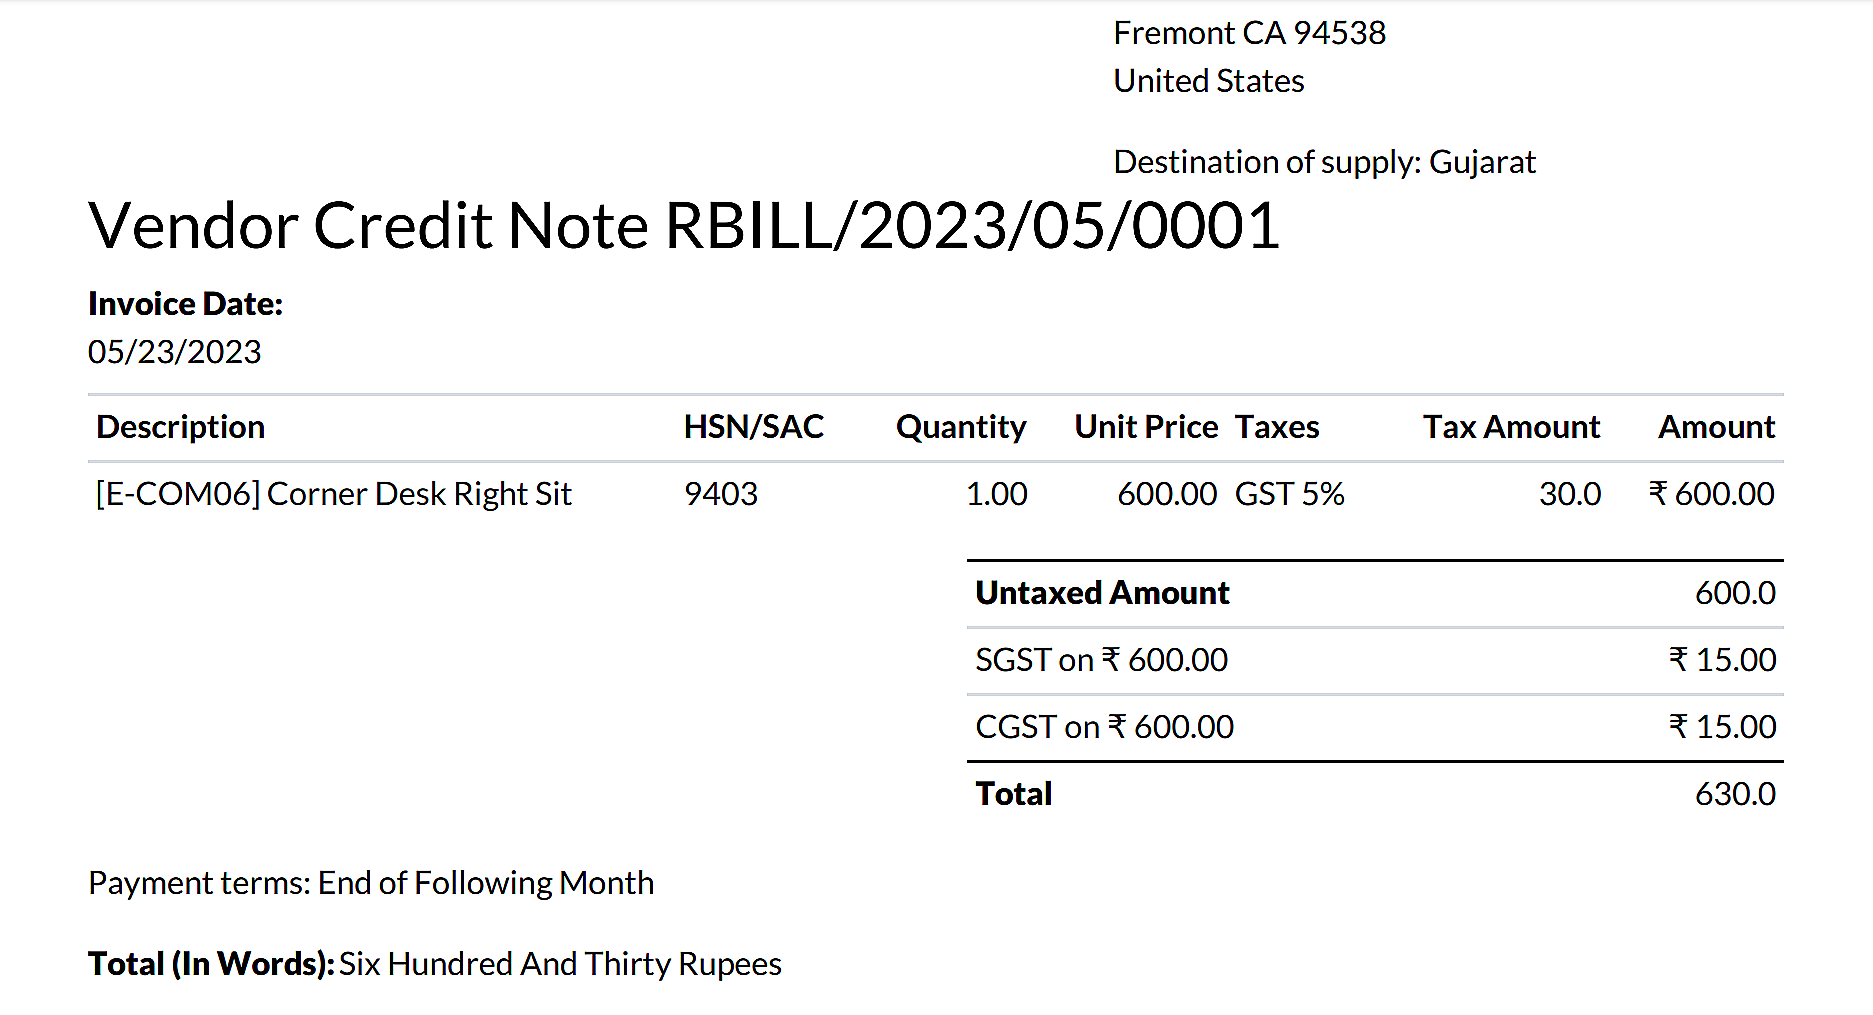 Fremont CA 94538
United States
Destination of supply: Gujarat
Vendor Credit Note RBILL/2023/05/0001
Invoice Date:
05/23/2023
Description HSN/SAC Quantity Unit Price Taxes Tax Amount Amount
[E-COM06] Corner Desk Right Sit 9403 1.00 600.00 GST 5% 30.0 ₹ 600.00
Untaxed Amount 600.0
SGST on ₹ 600.00 ₹ 15.00
CGST on ₹ 600.00 ₹ 15.00
Total 630.0
Payment terms: End of Following Month
Total (In Words): Six Hundred And Thirty Rupees